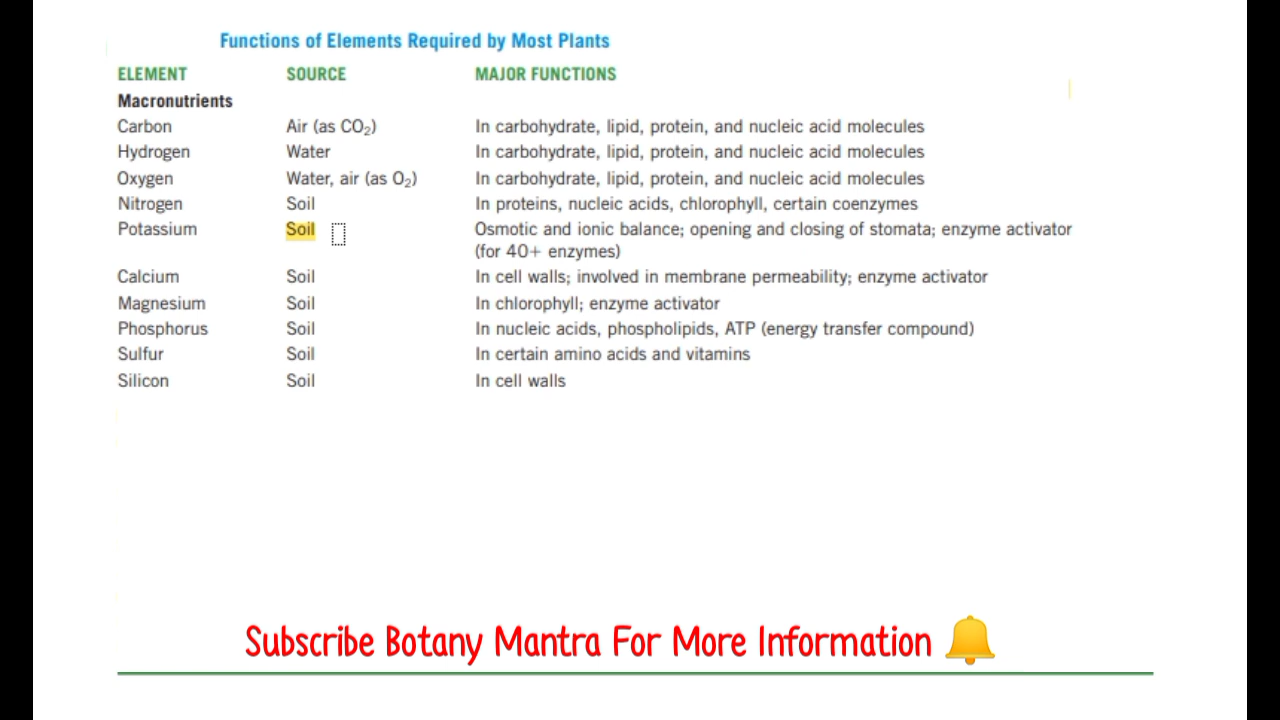 Functions of Elements Required by Most Plants
ELEMENT SOURCE MAJOR FUNCTIONS
Macronutrients
Carbon Air (as CO₂) In carbohydrate, lipid, protein, and nucleic acid molecules
Hydrogen Water In carbohydrate, lipid, protein, and nucleic acid molecules
Oxygen Water, air (as O₂) In carbohydrate, lipid, protein, and nucleic acid molecules
Nitrogen Soil In proteins, nucleic acids, chlorophyll, certain coenzymes
Potassium Soil Osmotic and ionic balance; opening and closing of stomata; enzyme activator
(for 40+ enzymes)
Calcium Soil In cell walls; involved in membrane permeability; enzyme activator
Magnesium Soil In chlorophyll; enzyme activator
Phosphorus Soil In nucleic acids, phospholipids, ATP (energy transfer compound)
Sulfur Soil In certain amino acids and vitamins
Silicon Soil In cell walls
Subscribe Botany Mantra For More Information 🔔